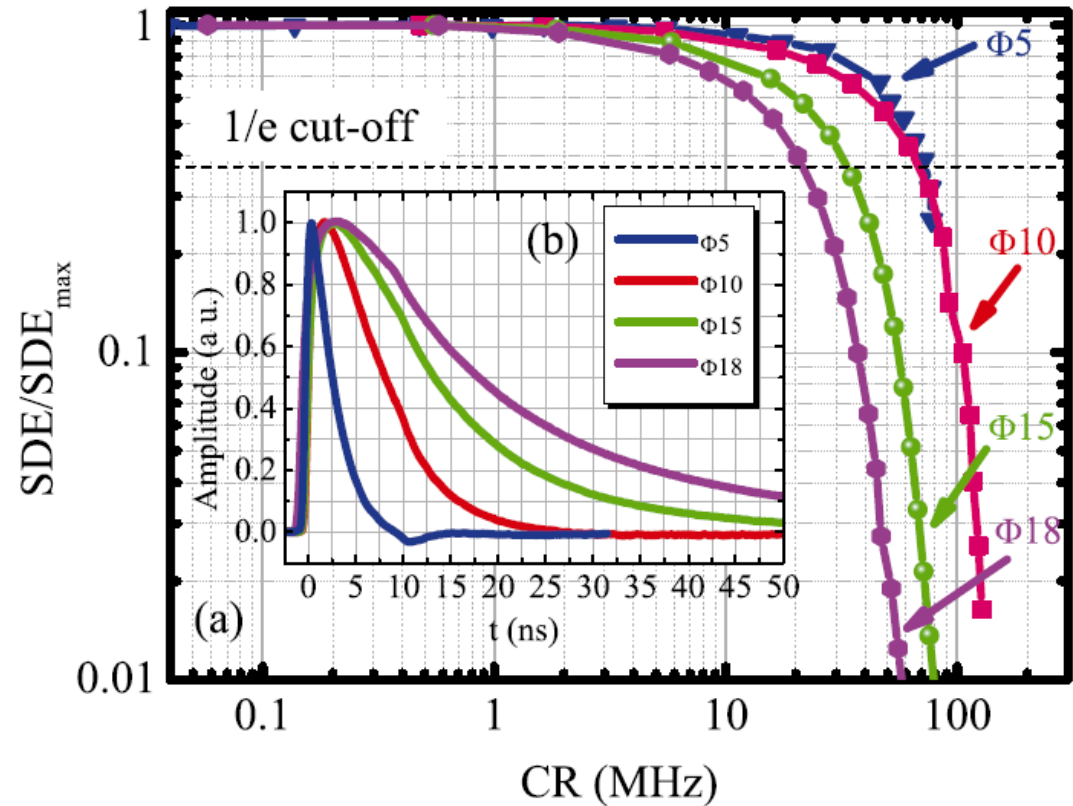 1
0.1
0.01
SDE/SDEmax
0.1
1
10
100
CR (MHz)
1/e cut-off
Φ5
Φ10
Φ15
Φ18
(a)
(b)
Φ5
Φ10
Φ15
Φ18
1.0
0.8
0.6
0.4
0.2
0.0
Amplitude (a u.)
0 5 10 15 20 25 30 35 40 45 50
t (ns)